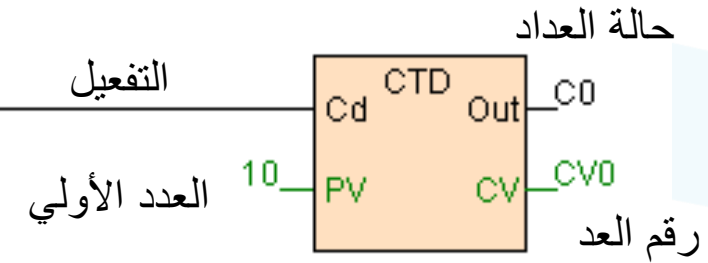 حالة العداد
التفعيل
CTD
Cd
Out
C0
العدد الأولي
10
PV
CV
CV0
رقم العد